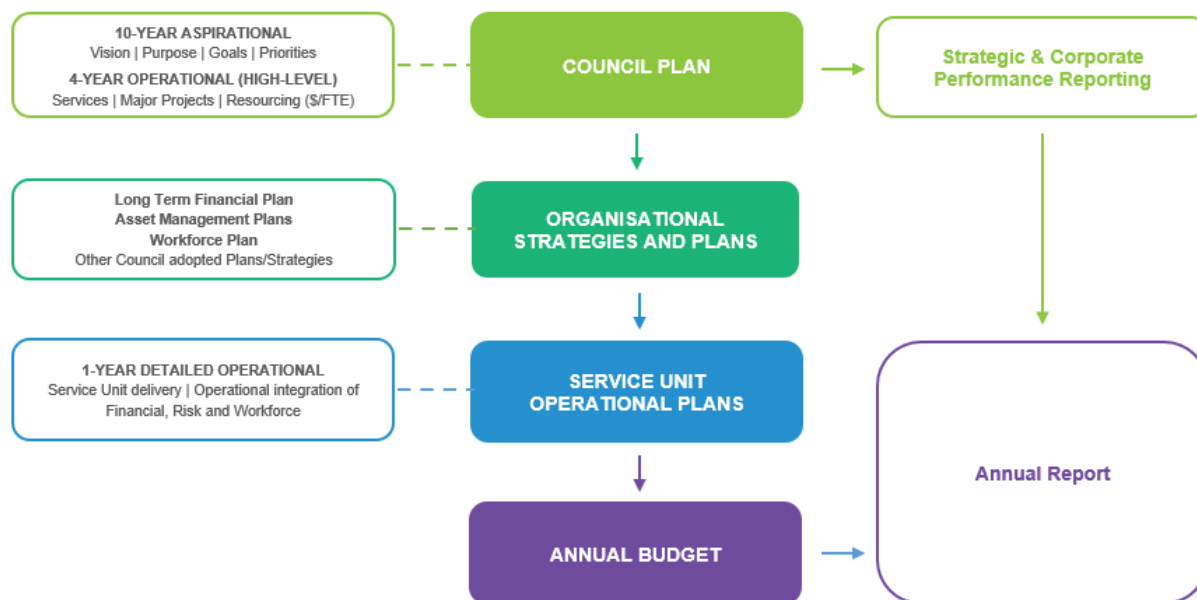 10-YEAR ASPIRATIONAL
Vision | Purpose | Goals | Priorities
4-YEAR OPERATIONAL (HIGH-LEVEL)
Services | Major Projects | Resourcing ($/FTE)
COUNCIL PLAN
Strategic & Corporate
Performance Reporting
Long Term Financial Plan
Asset Management Plans
Workforce Plan
Other Council adopted Plans/Strategies
ORGANISATIONAL
STRATEGIES AND PLANS
1-YEAR DETAILED OPERATIONAL
Service Unit delivery | Operational integration of
Financial, Risk and Workforce
SERVICE UNIT
OPERATIONAL PLANS
Annual Report
ANNUAL BUDGET